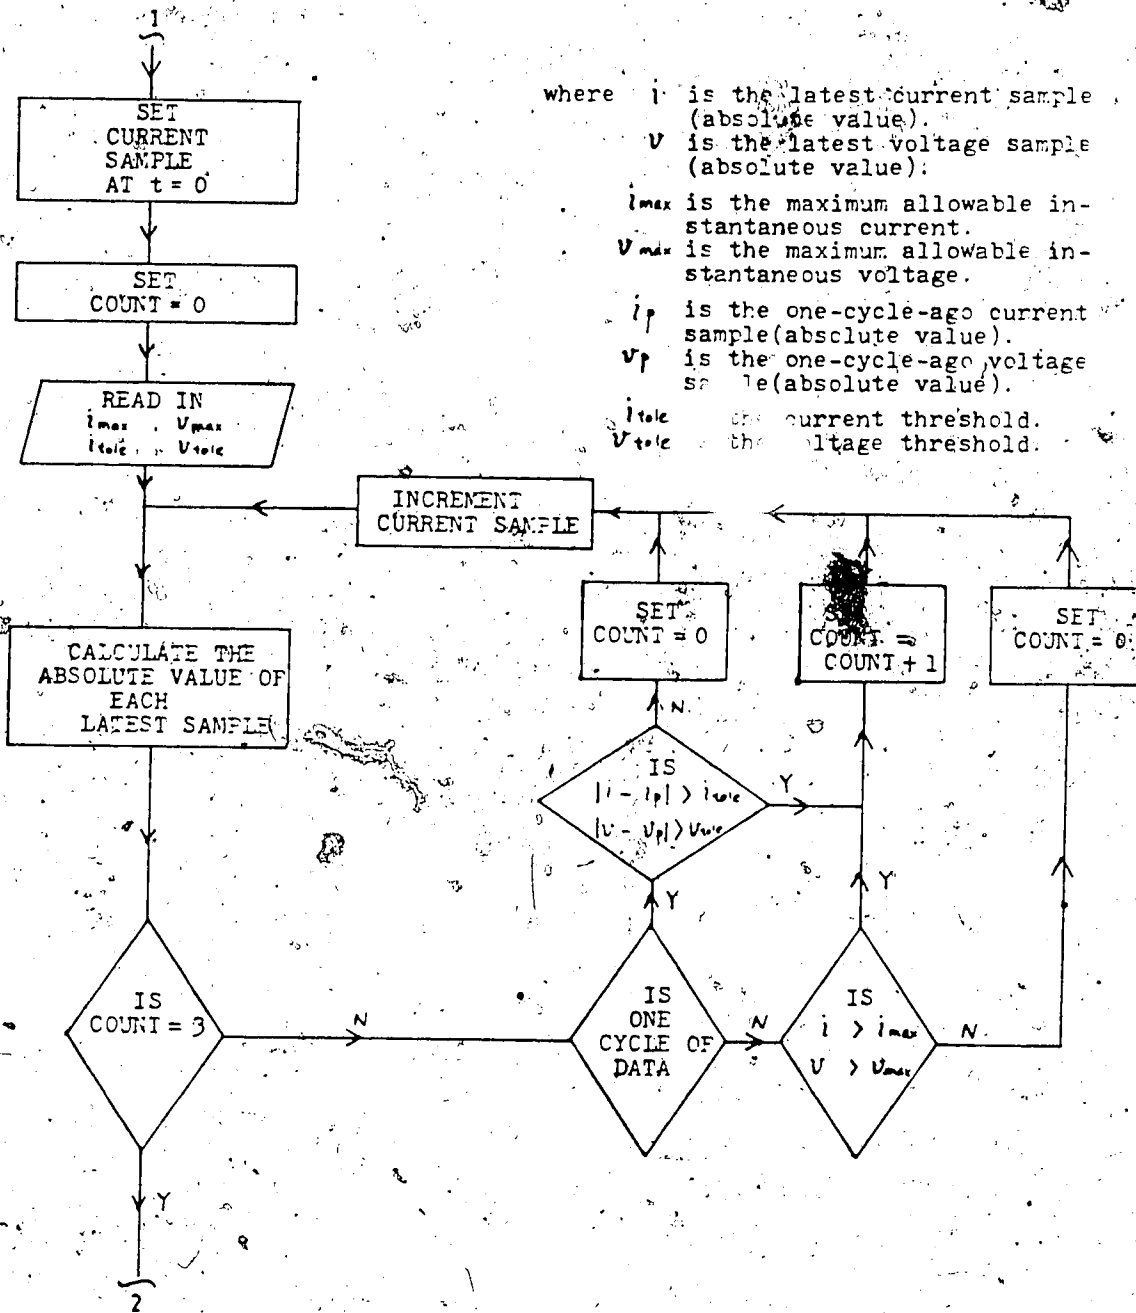 1
SET
CURRENT
SAMPLE
AT t = 0
where i is the latest current sample
(absolute value).
v is the latest voltage sample
(absolute value).
imax is the maximum allowable in-
stantaneous current.
vmax is the maximum allowable in-
stantaneous voltage.
ip is the one-cycle-ago current
sample(absolute value).
vp is the one-cycle-ago voltage
(absolute value).
itole current threshold.
vtole threshold.
SET
COUNT = 0
READ IN
imax , vmax
itole , vtole
INCREMENT
CURRENT SAMPLE
SET
COUNT = 0
COUNT =
COUNT + 1
SET
COUNT = 0
CALCULATE THE
ABSOLUTE VALUE OF
EACH
LATEST SAMPLE
N
IS
|i - ip| > itole
|v - vp| > vtole
Y
Y
Y
IS
COUNT = 3
N
IS
ONE
CYCLE OF
DATA
N
IS
i > imax
v > vmax
N
Y
2